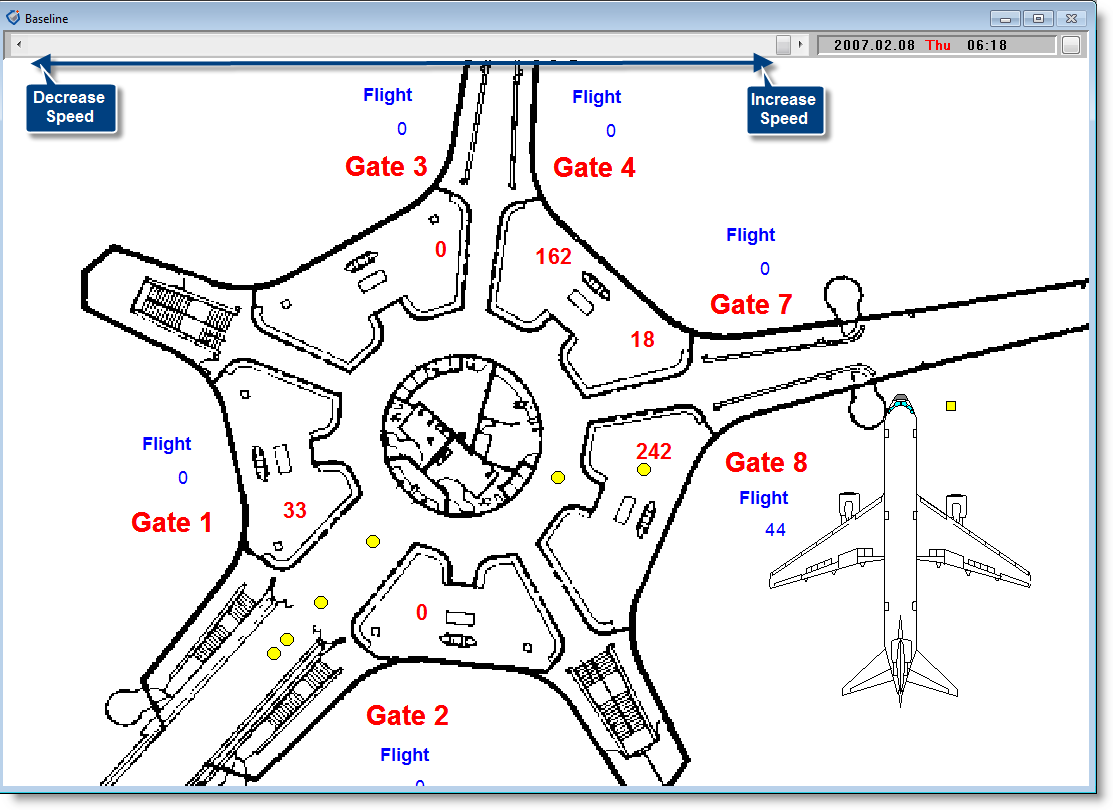 Baseline
2007.02.08 Thu 06:18
Decrease
Speed
Increase
Speed
Flight
0
Gate 3
Flight
0
Gate 4
0
162
18
Flight
0
Gate 7
Flight
0
Gate 1
33
242
Gate 8
Flight
44
0
Gate 2
Flight
0